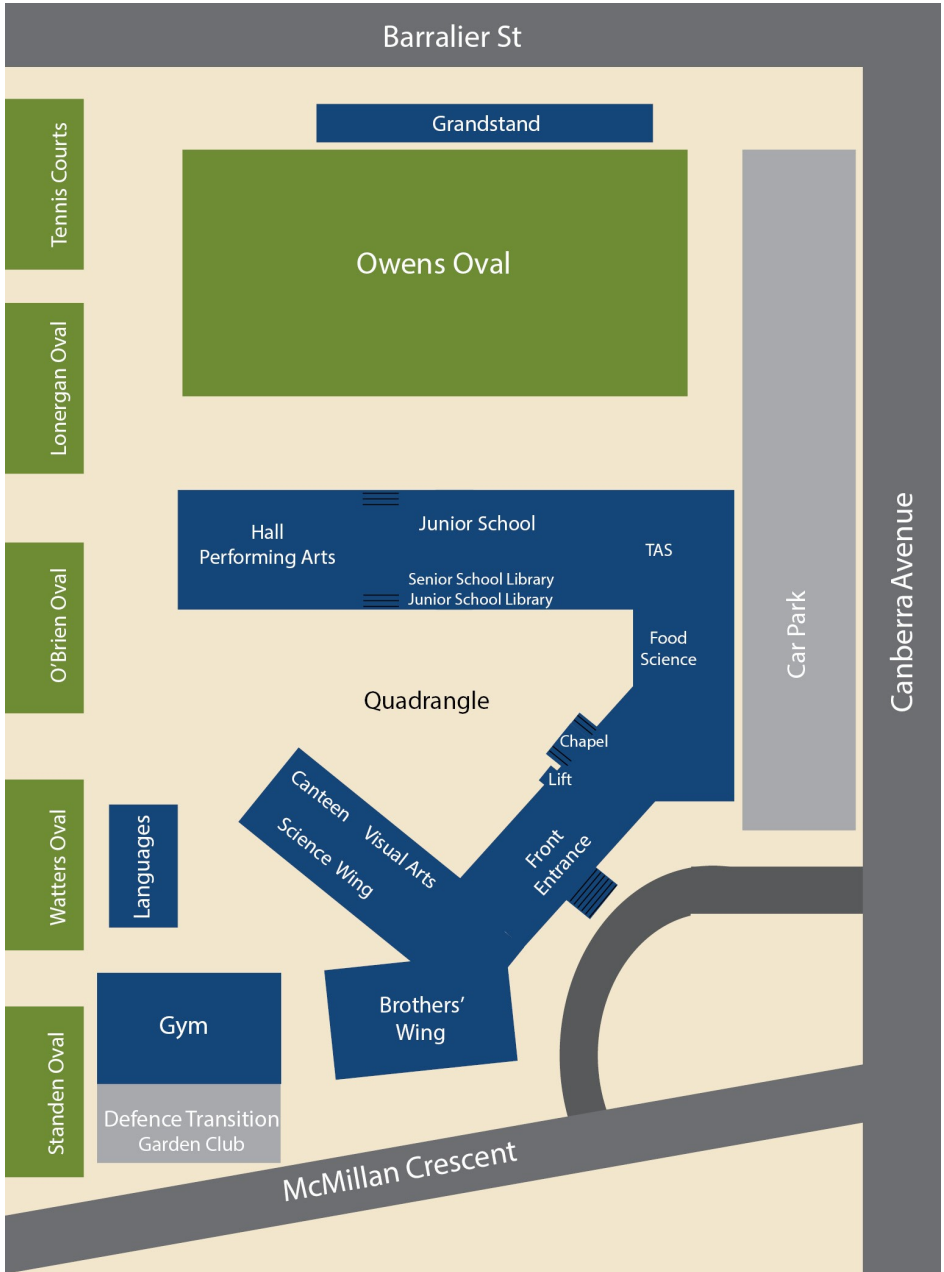 Barralier St
Grandstand
Tennis Courts
Owens Oval
Lonergan Oval
Canberra Avenue
Car Park
Hall
Performing Arts
Junior School
TAS
Senior School Library
Junior School Library
O'Brien Oval
Food
Science
Quadrangle
Chapel
Lift
Canteen
Visual Arts
Science Wing
Front
Entrance
Watters Oval
Languages
Brothers'
Wing
Gym
Standen Oval
Defence Transition
Garden Club
McMillan Crescent